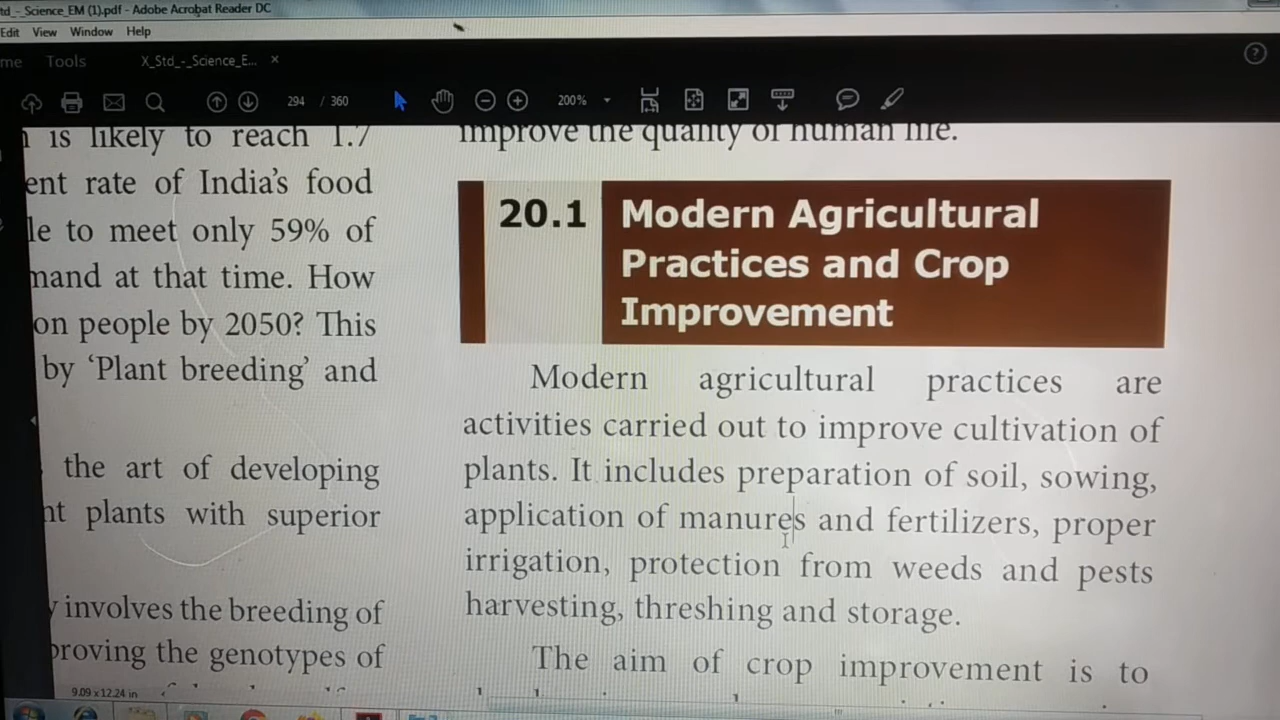 td_-_Science_EM (1).pdf - Adobe Acrobat Reader DC
Edit View Window Help
me Tools X_Std_-_Science_E... ×
294 / 360 200%
is likely to reach 1.7
ent rate of India's food
le to meet only 59% of
mand at that time. How
on people by 2050? This
by ‘Plant breeding’ and
the art of developing
nt plants with superior
y involves the breeding of
proving the genotypes of
9.09 x 12.24 in
improve the quality of human life.
20.1 Modern Agricultural
Practices and Crop
Improvement
Modern agricultural practices are
activities carried out to improve cultivation of
plants. It includes preparation of soil, sowing,
application of manures and fertilizers, proper
irrigation, protection from weeds and pests
harvesting, threshing and storage.
The aim of crop improvement is to